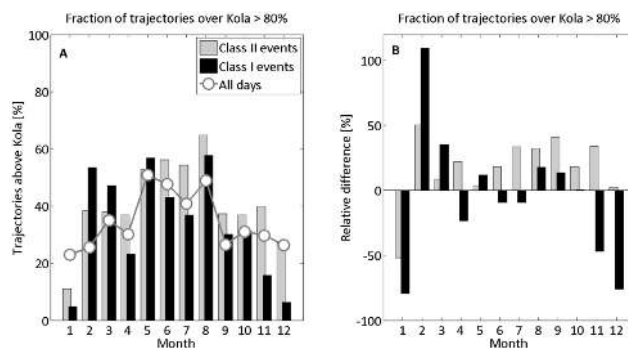 Fraction of trajectories over Kola > 80%
A
Class II events
Class I events
All days
Trajectories above Kola [%]
100
80
60
40
20
0
1 2 3 4 5 6 7 8 9 10 11 12
Month
Fraction of trajectories over Kola > 80%
B
Relative difference [%]
100
50
0
-50
-100
1 2 3 4 5 6 7 8 9 10 11 12
Month